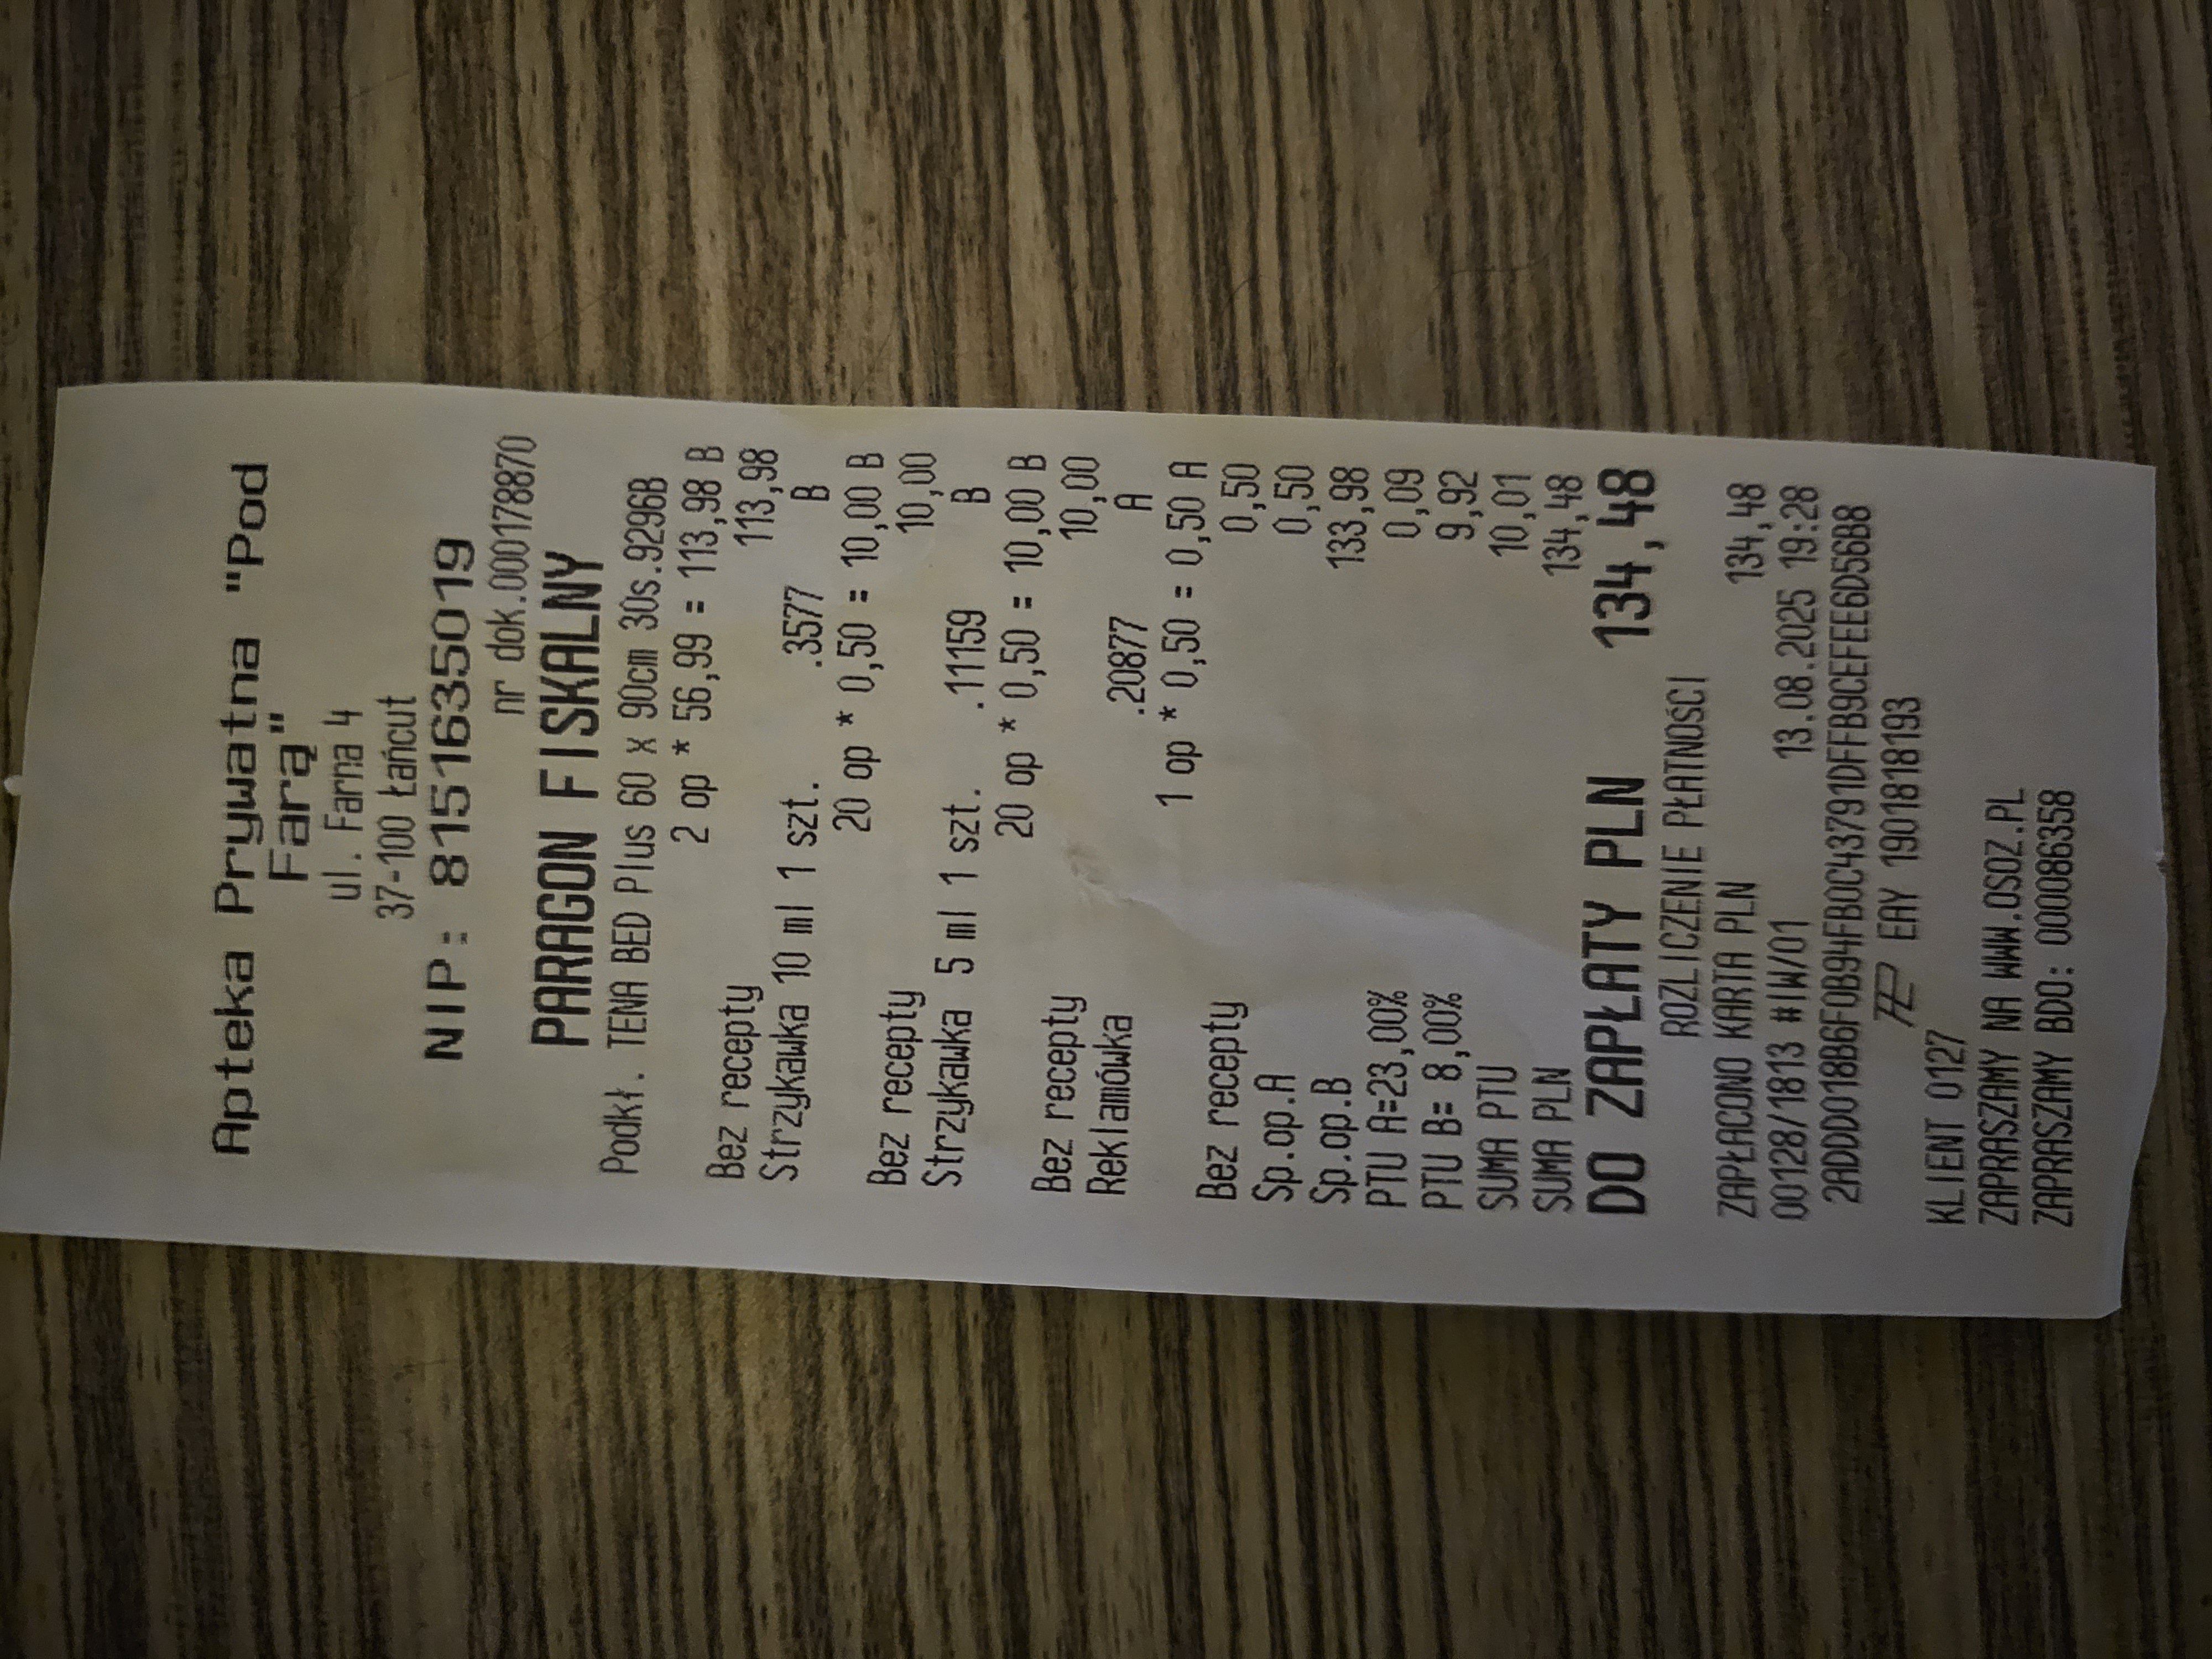 Apteka Prywatna "Pod
Farą"
ul. Farna 4
37-100 Łańcut
NIP: 8151635019
nr dok.000178870
PARAGON FISKALNY
Podkł. TENA BED Plus 60 x 90cm 30s.9296B
2 op * 56,99 = 113,98 B
Bez recepty 113,98
Strzykawka 10 ml 1 szt. .3577 B
20 op * 0,50 = 10,00 B
Bez recepty 10,00
Strzykawka 5 ml 1 szt. .11159 B
20 op * 0,50 = 10,00 B
Bez recepty 10,00
Reklamówka .20877 A
1 op * 0,50 = 0,50 A
Bez recepty 0,50
Sp.op.A 0,50
Sp.op.B 133,98
PTU A=23,00% 0,09
PTU B= 8,00% 9,92
SUMA PTU 10,01
SUMA PLN 134,48
DO ZAPŁATY PLN 134,48
ROZLICZENIE PŁATNOŚCI
ZAPŁACONO KARTA PLN 134,48
00128/1813 #IW/01 13.08.2025 19:28
2ADDD018B6F0B94FB0C43791DFFB9CEFEE6D56B8
EAY 1901818193
KLIENT 0127
ZAPRASZAMY NA WWW.OSOZ.PL
ZAPRASZAMY BDO: 000086358